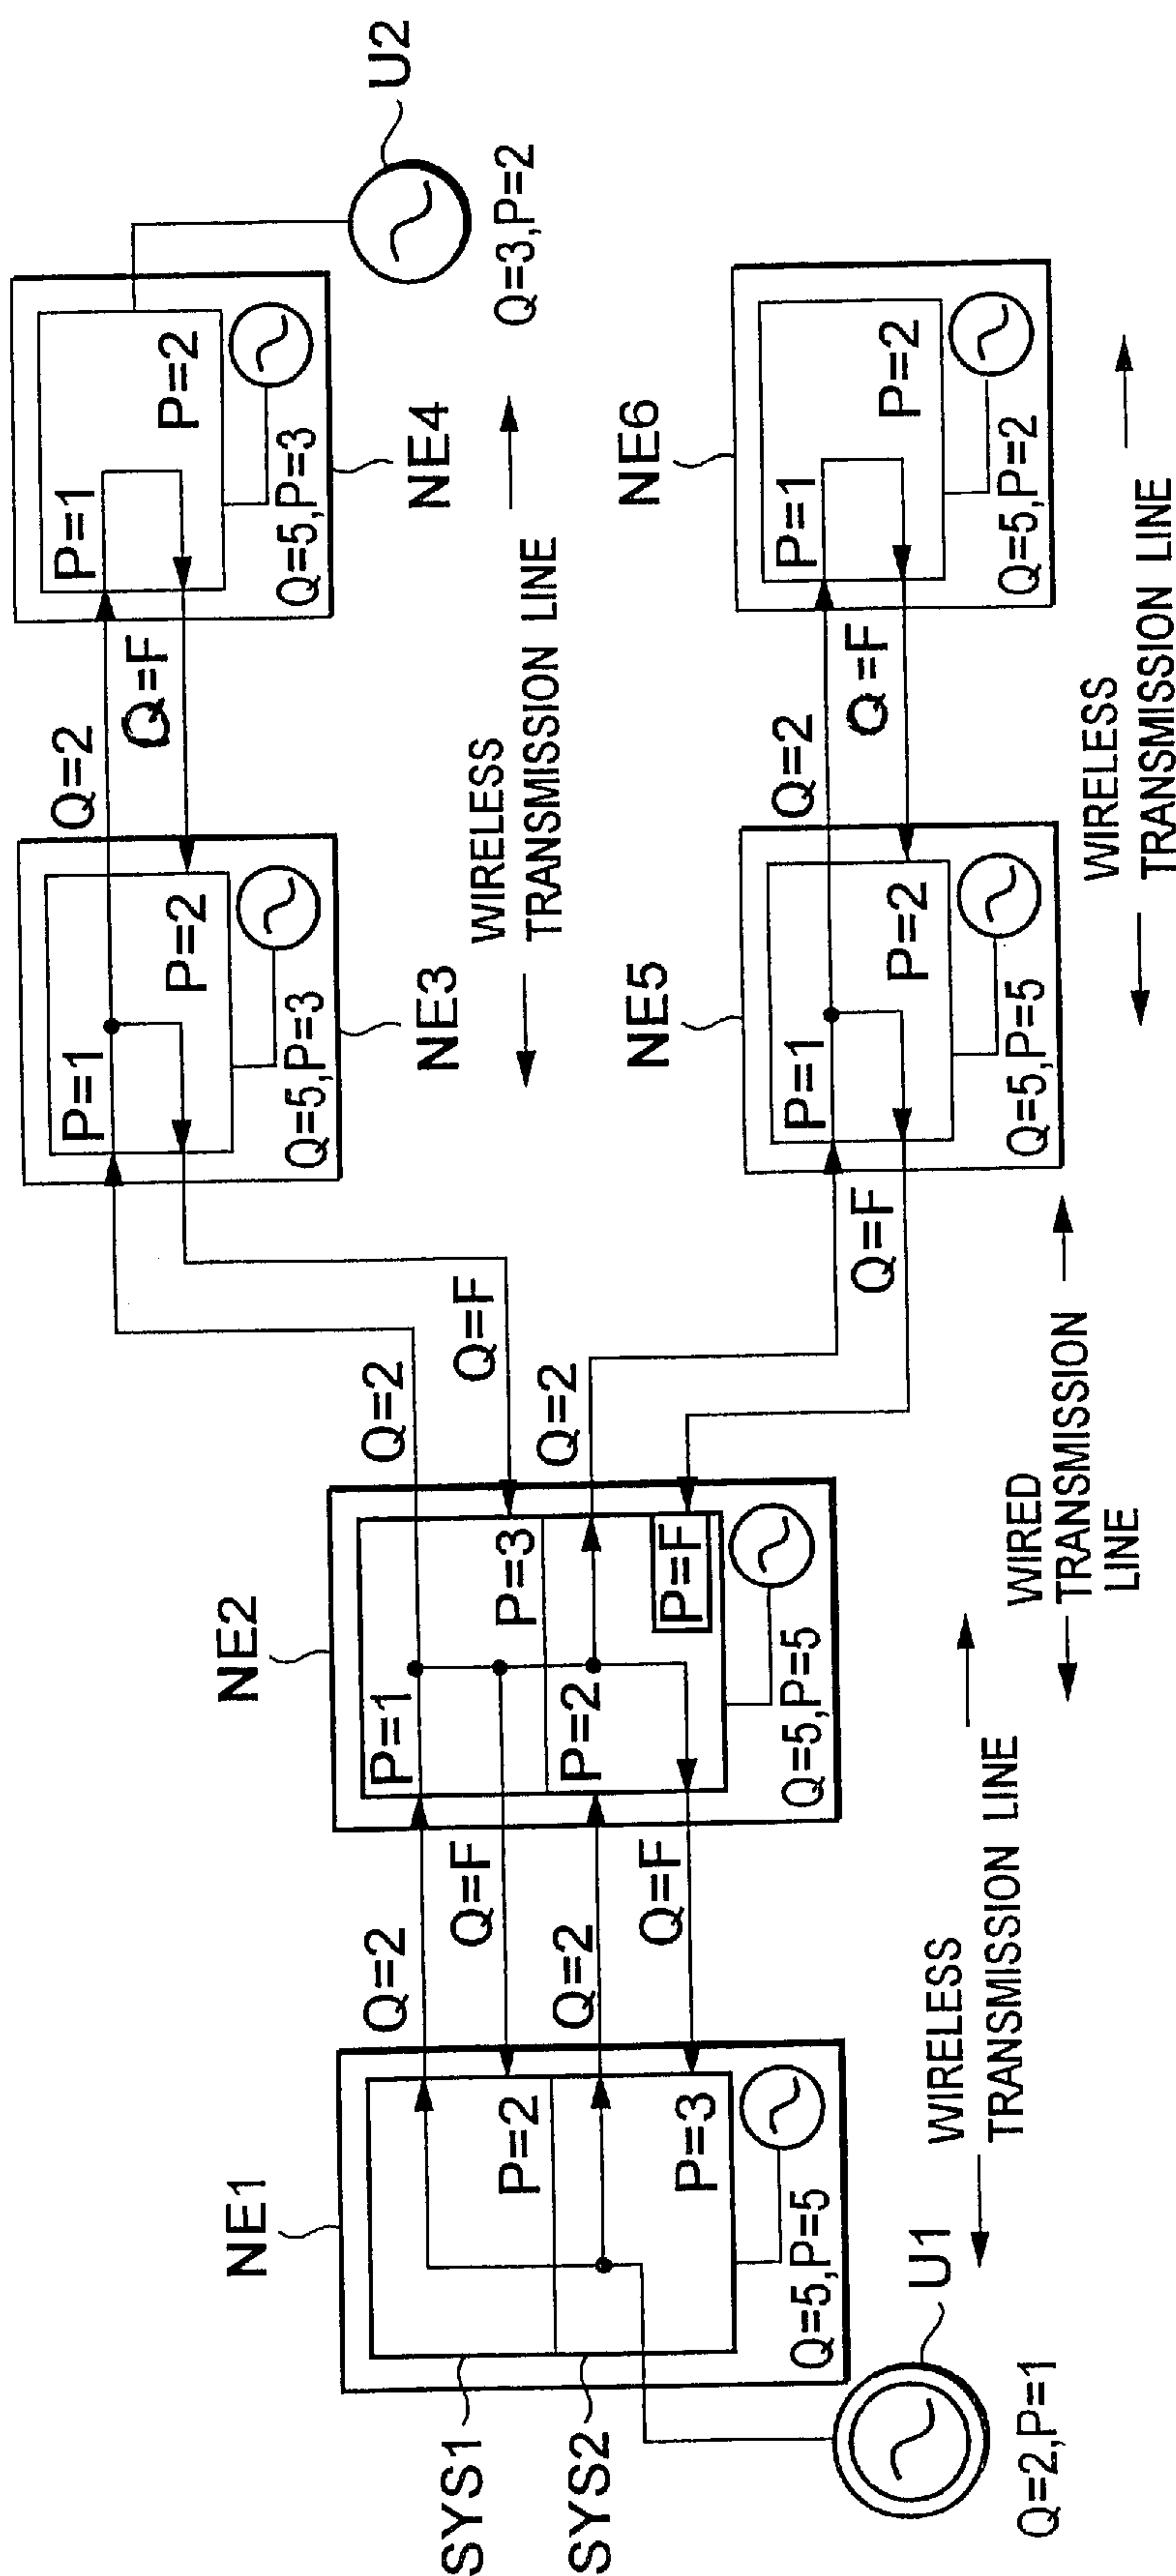 U2
Q=3,P=2
P=1
P=2
Q=5,P=3
NE4
Q=2
Q=F
P=1
P=2
Q=5,P=3
NE3
WIRELESS
TRANSMISSION LINE
P=1
P=2
Q=5,P=2
NE6
Q=2
Q=F
P=1
P=2
Q=5,P=5
NE5
WIRELESS
TRANSMISSION LINE
Q=2
Q=F
Q=2
Q=F
NE2
P=1
P=3
P=2
P=F
Q=5,P=5
WIRED
TRANSMISSION
LINE
Q=2
Q=F
Q=2
Q=F
WIRELESS
TRANSMISSION LINE
NE1
P=2
P=3
Q=5,P=5
SYS1
SYS2
U1
Q=2,P=1